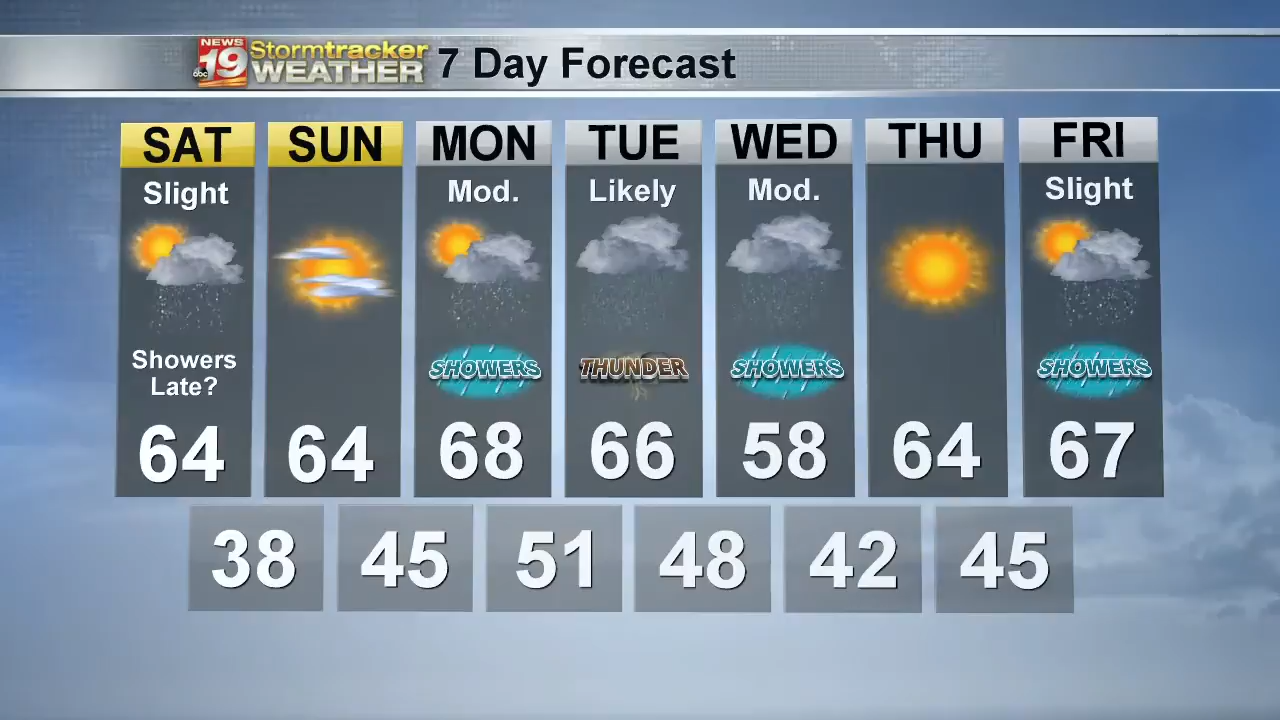 NEWS
abc 19
Stormtracker
WEATHER
7 Day Forecast
SAT SUN MON TUE WED THU FRI
Slight Mod. Likely Mod. Slight
Showers
Late?
SHOWERS THUNDER SHOWERS SHOWERS
64 64 68 66 58 64 67
38 45 51 48 42 45